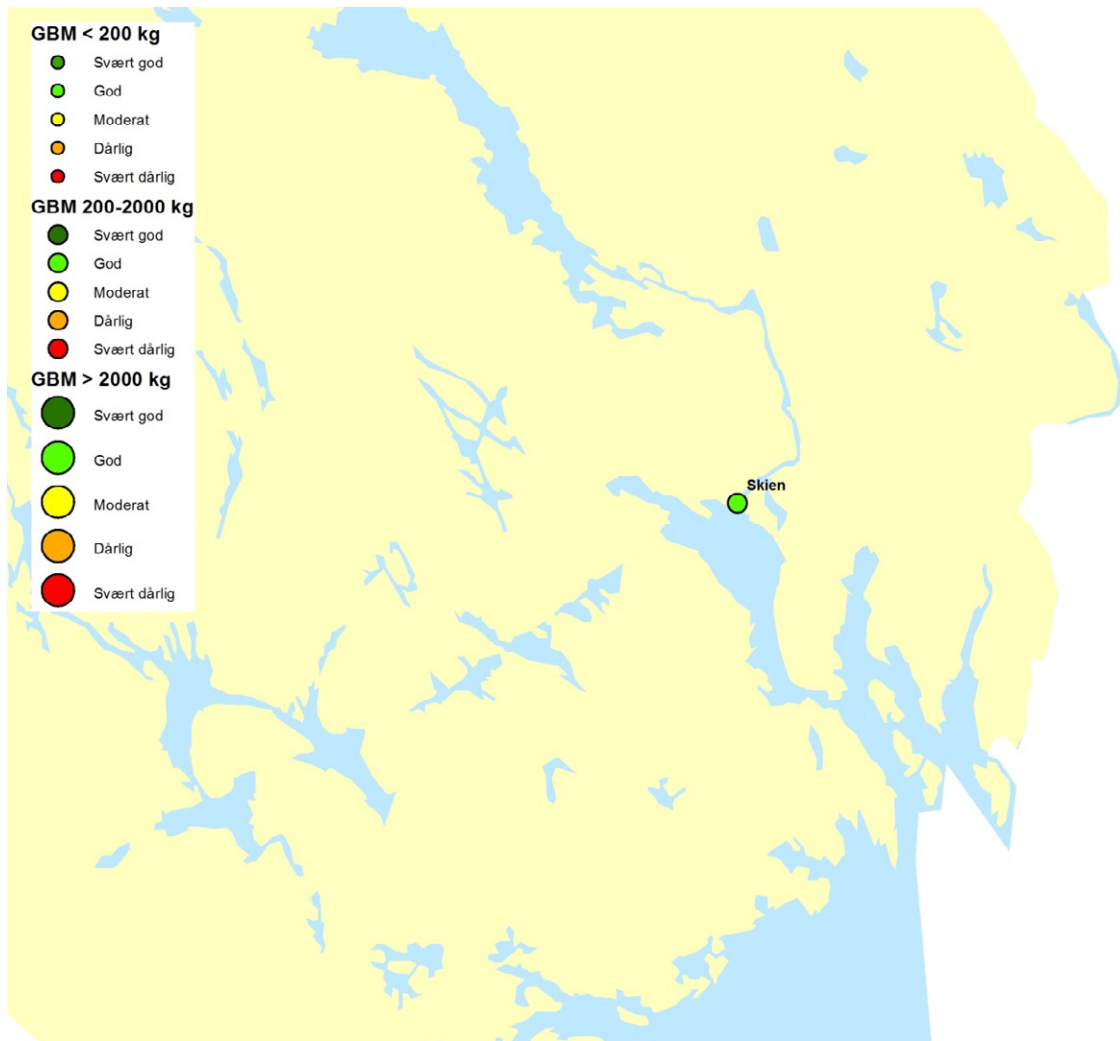 GBM < 200 kg
Svært god
God
Moderat
Dårlig
Svært dårlig
GBM 200-2000 kg
Svært god
God
Moderat
Dårlig
Svært dårlig
GBM > 2000 kg
Svært god
God
Moderat
Dårlig
Svært dårlig
Skien